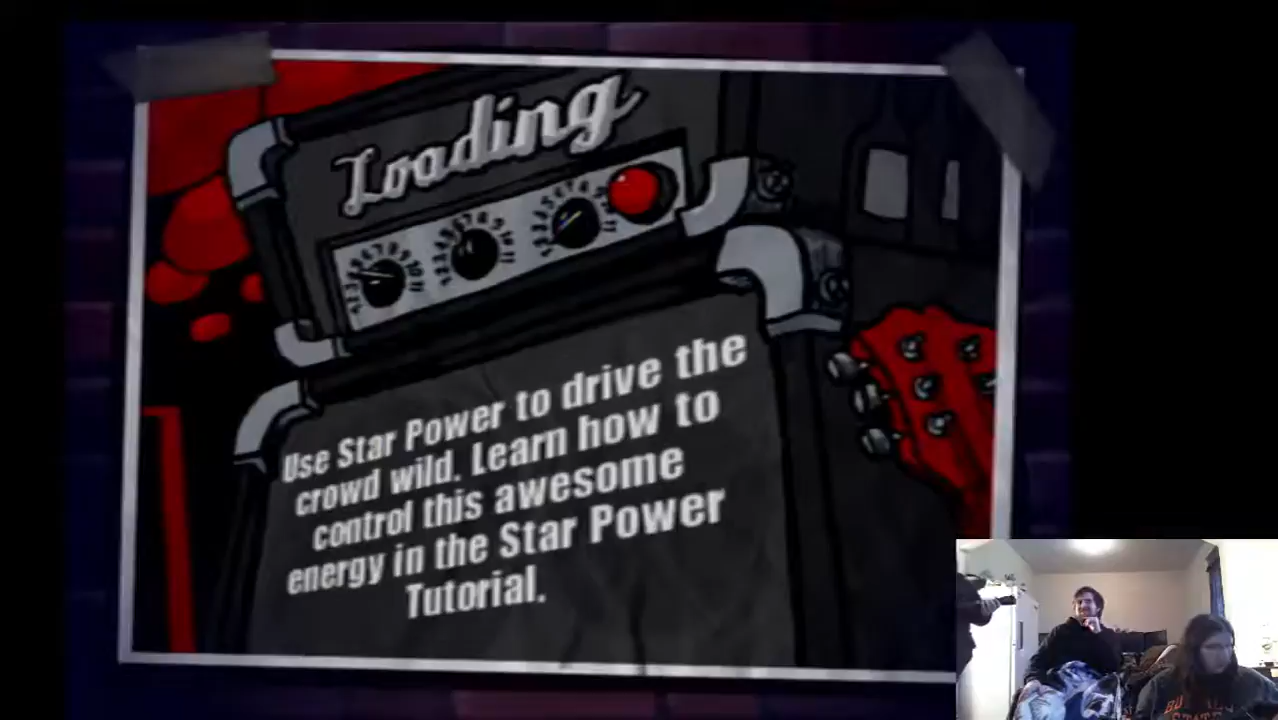 Loading
Use Star Power to drive the
crowd wild. Learn how to
control this awesome
energy in the Star Power
Tutorial.